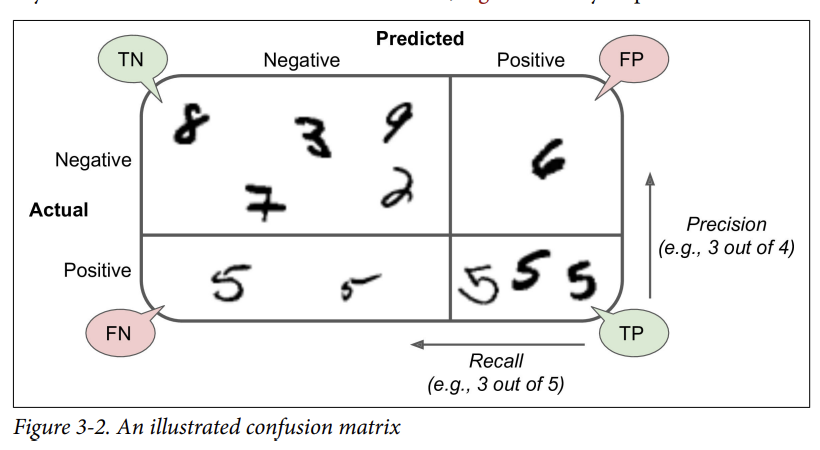 Predicted
TN
Negative
Positive
FP
8 3 9
6
Negative
7 2
Actual
Precision
(e.g., 3 out of 4)
Positive
5 5
5 5 5
FN
TP
Recall
(e.g., 3 out of 5)
Figure 3-2. An illustrated confusion matrix